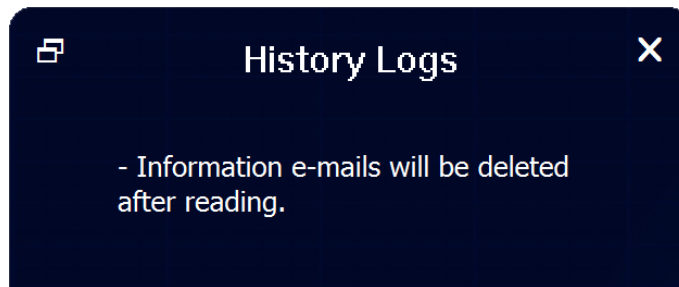 History Logs
- Information e-mails will be deleted
after reading.